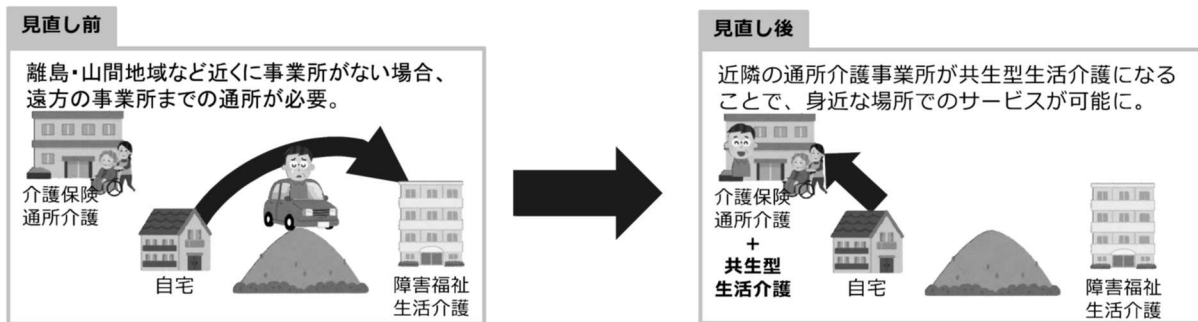 見直し前
離島・山間地域など近くに事業所がない場合、
遠方の事業所までの通所が必要。
介護保険
通所介護
自宅
障害福祉
生活介護
見直し後
近隣の通所介護事業所が共生型生活介護になる
ことで、身近な場所でのサービスが可能に。
介護保険
通所介護
+
共生型
生活介護
自宅
障害福祉
生活介護